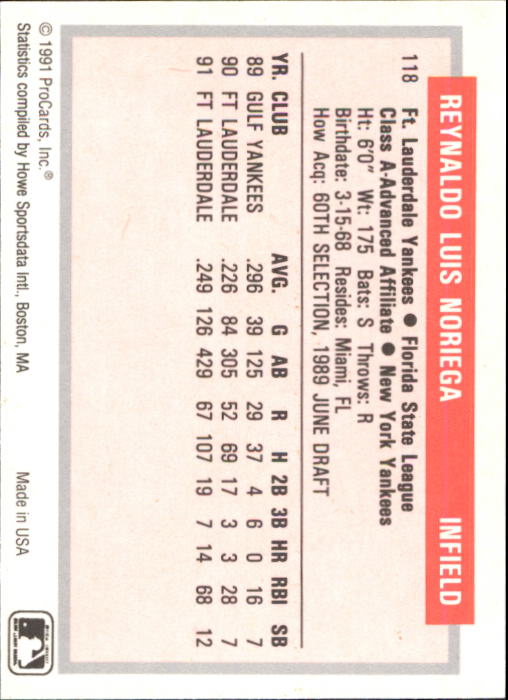 REYNALDO LUIS NORIEGA INFIELD
118 Ft. Lauderdale Yankees ● Florida State League
Class A-Advanced Affiliate ● New York Yankees
Ht: 6'0" Wt: 175 Bats: S Throws: R
Birthdate: 3-15-68 Resides: Miami, FL
How Acq: 60TH SELECTION, 1989 JUNE DRAFT
YR. CLUB AVG. G AB R H 2B 3B HR RBI SB
89 GULF YANKEES .296 39 125 29 37 4 6 0 16 7
90 FT LAUDERDALE .226 84 305 52 69 17 3 3 28 7
91 FT LAUDERDALE .249 126 429 67 107 19 7 14 68 12
© 1991 ProCards, Inc.® Made in USA
Statistics compiled by Howe Sportsdata Intl., Boston, MA